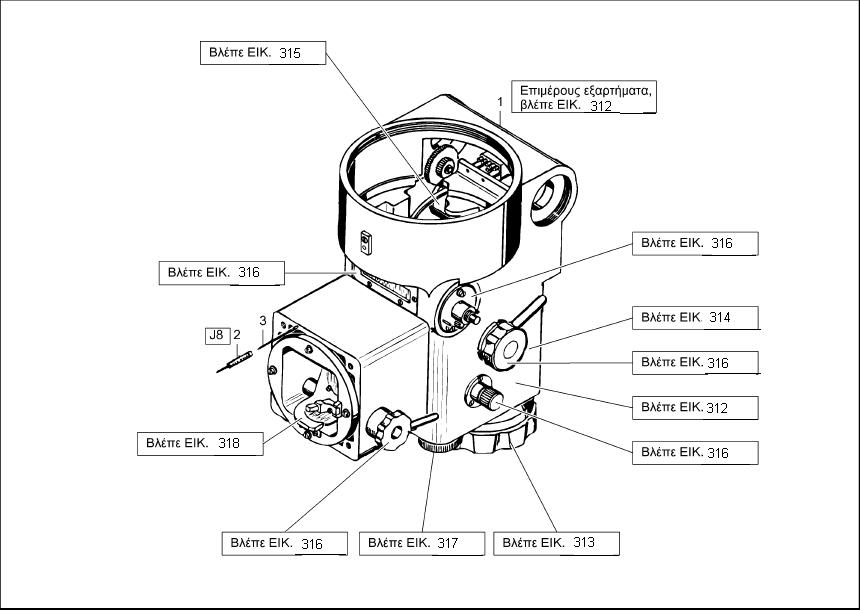 Βλέπε ΕΙΚ. 315
1
Επιμέρους εξαρτήματα,
βλέπε ΕΙΚ. 312
Βλέπε ΕΙΚ. 316
Βλέπε ΕΙΚ. 316
Βλέπε ΕΙΚ. 314
J8 2 3
Βλέπε ΕΙΚ. 316
Βλέπε ΕΙΚ. 312
Βλέπε ΕΙΚ. 318
Βλέπε ΕΙΚ. 316
Βλέπε ΕΙΚ. 316
Βλέπε ΕΙΚ. 317
Βλέπε ΕΙΚ. 313